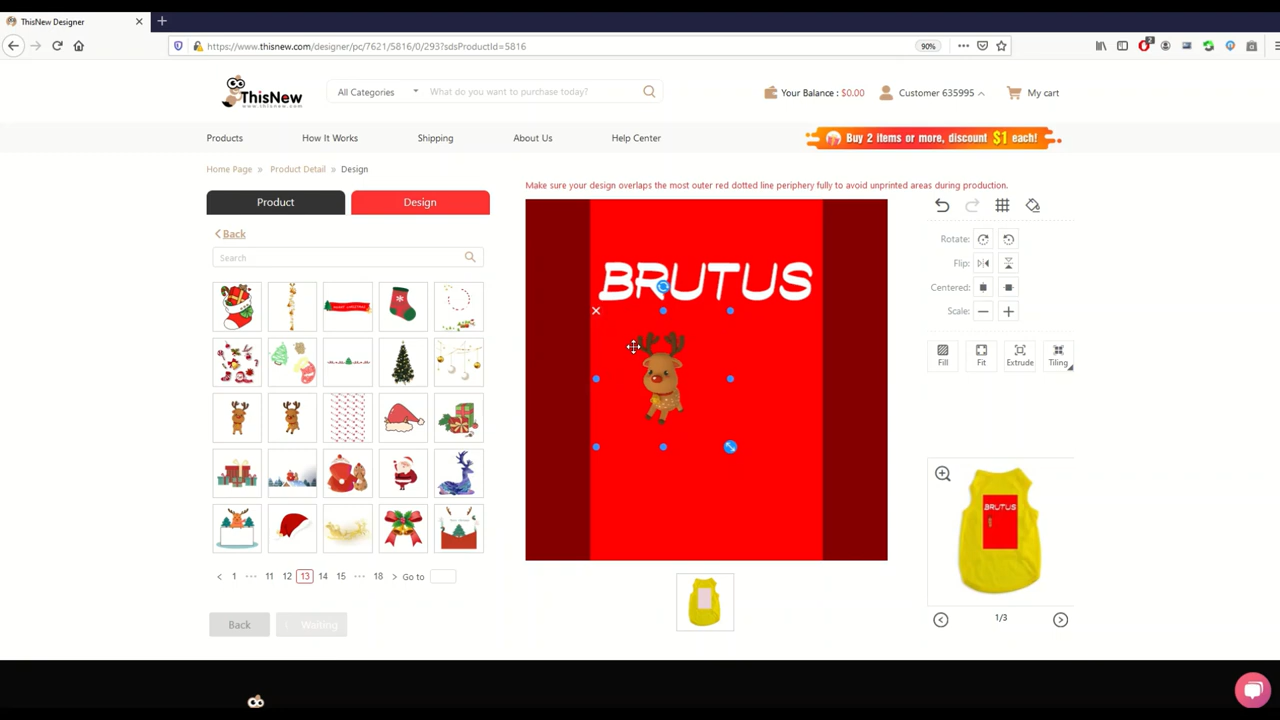 ThisNew Designer
https://www.thisnew.com/designer/pc/7621/5816/0/293?sdsProductId=5816
90%
2
ThisNew
www.thisnew.com
All Categories
What do you want to purchase today?
Your Balance : $0.00
Customer 635995
My cart
Products
How It Works
Shipping
About Us
Help Center
Buy 2 items or more, discount $1 each!
Home Page » Product Detail » Design
Make sure your design overlaps the most outer red dotted line periphery fully to avoid unprinted areas during production.
Product
Design
Back
Search
BRUTUS
Rotate:
Flip:
Centered:
Scale:
Fill
Fit
Extrude
Tiling
BRUTUS
1 ••• 11 12 13 14 15 ••• 18 Go to
Back
Waiting
1/3